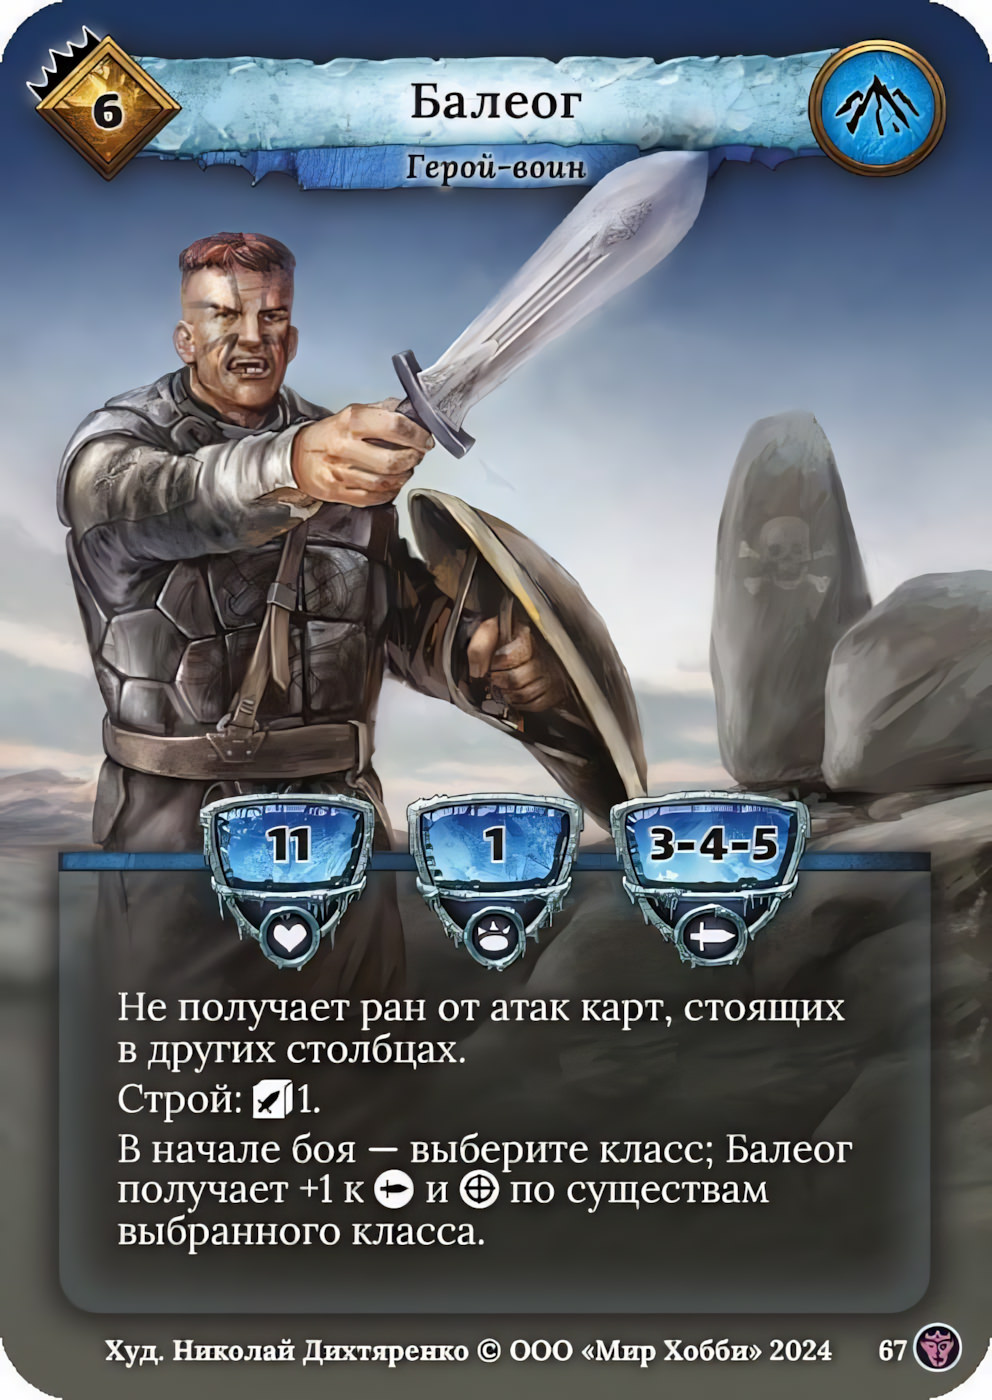 6
Балеог
Герой-воин
11
1
3-4-5
Не получает ран от атак карт, стоящих
в других столбцах.
Строй: 1.
В начале боя — выберите класс; Балеог
получает +1 к и по существам
выбранного класса.
Худ. Николай Дихтяренко © ООО «Мир Хобби» 2024 67